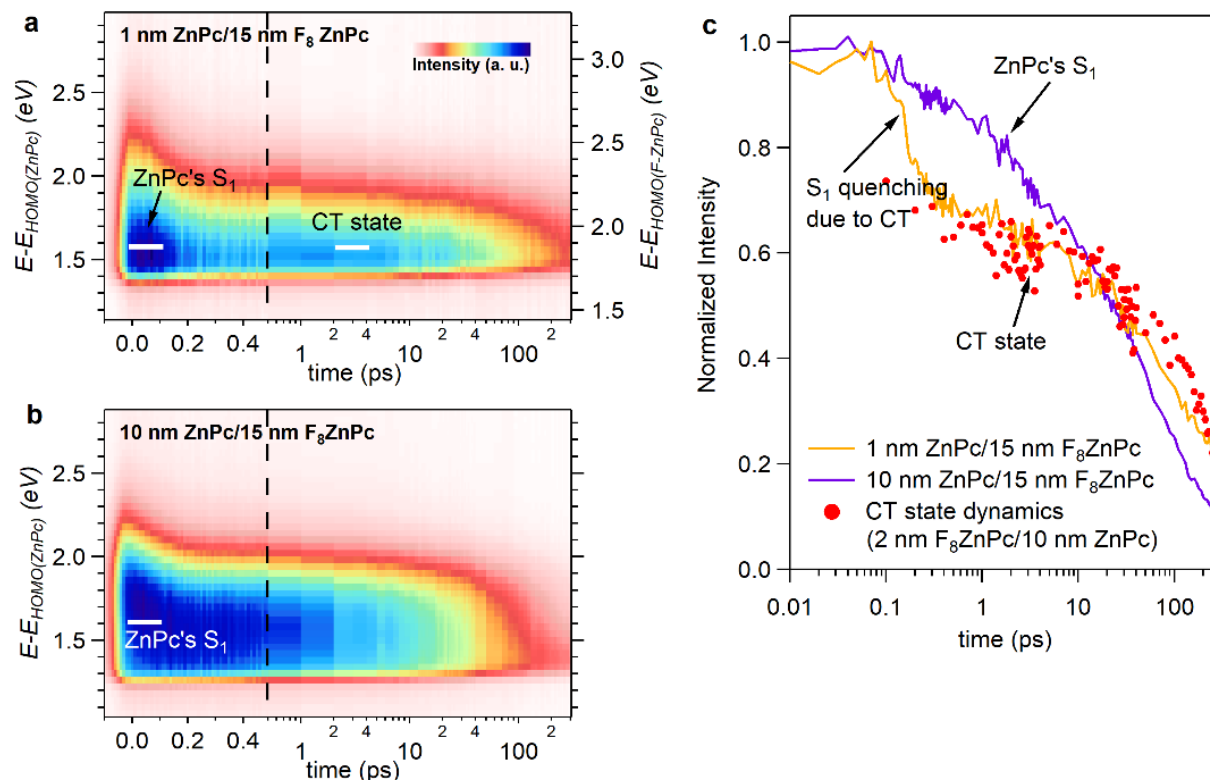 a
1 nm ZnPc/15 nm F₈ ZnPc
Intensity (a. u.)
ZnPc's S₁
CT state
E-E_HOMO(ZnPc) (eV)
2.5
2.0
1.5
E-E_HOMO(F-ZnPc) (eV)
3.0
2.5
2.0
1.5
0.0 0.2 0.4 1 2 4 10 2 4 100 2
time (ps)
b
10 nm ZnPc/15 nm F₈ZnPc
ZnPc's S₁
E-E_HOMO(ZnPc) (eV)
2.5
2.0
1.5
0.0 0.2 0.4 1 2 4 10 2 4 100 2
time (ps)
c
Normalized Intensity
1.0
0.8
0.6
0.4
0.2
0.0
ZnPc's S₁
S₁ quenching
due to CT
CT state
1 nm ZnPc/15 nm F₈ZnPc
10 nm ZnPc/15 nm F₈ZnPc
CT state dynamics
(2 nm F₈ZnPc/10 nm ZnPc)
0.01 0.1 1 10 100
time (ps)